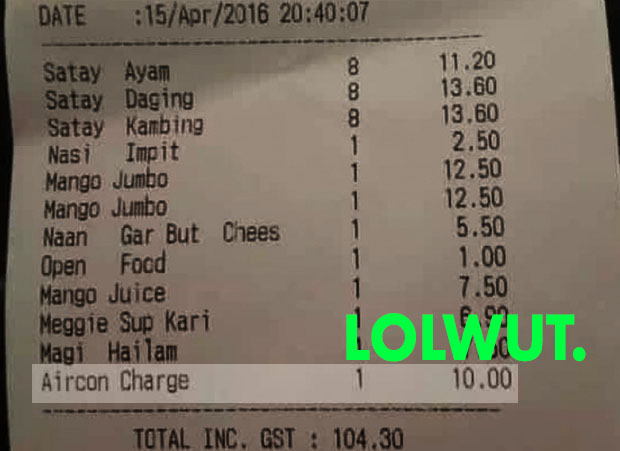 DATE :15/Apr/2016 20:40:07
Satay Ayam 8 11.20
Satay Daging 8 13.60
Satay Kambing 8 13.60
Nasi Impit 1 2.50
Mango Jumbo 1 12.50
Mango Jumbo 1 12.50
Naan Gar But Chees 1 5.50
Open Food 1 1.00
Mango Juice 1 7.50
Meggie Sup Kari 1 6.90
LOLWUT.
Magi Hailam
Aircon Charge 1 10.00
TOTAL INC. GST : 104.30